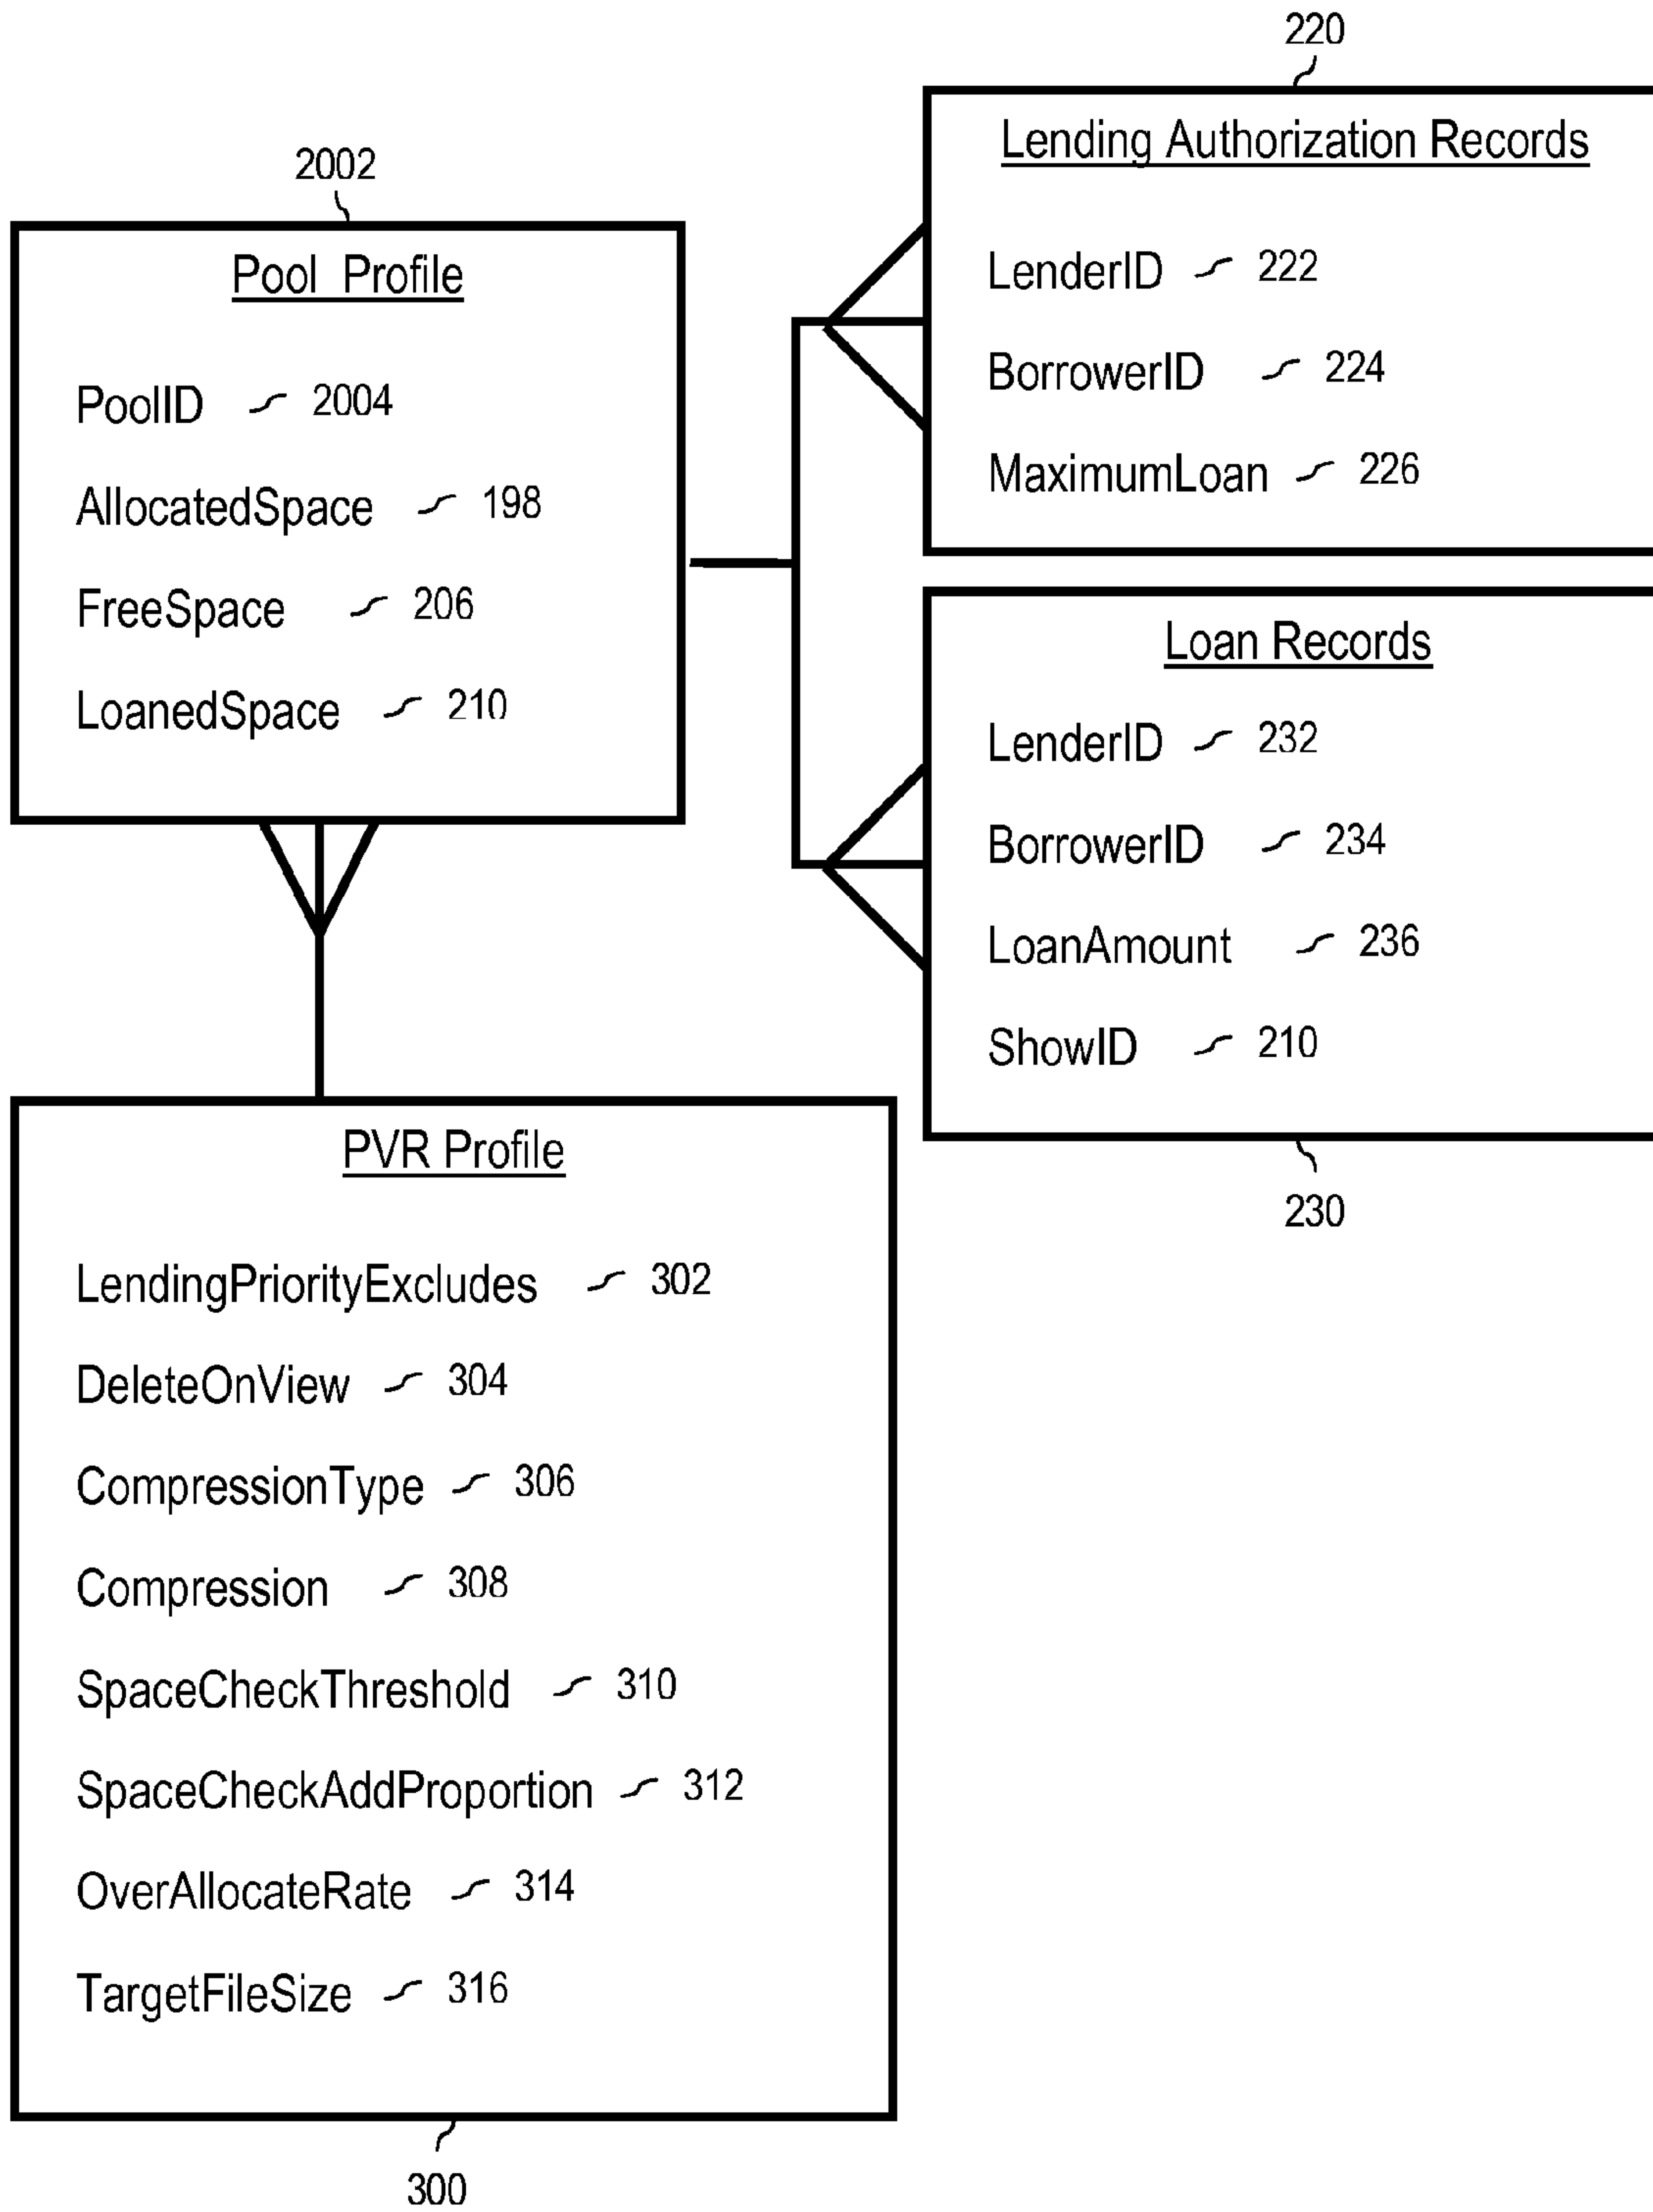 220
Lending Authorization Records
LenderID 222
BorrowerID 224
MaximumLoan 226
2002
Pool Profile
PoolID 2004
AllocatedSpace 198
FreeSpace 206
LoanedSpace 210
Loan Records
LenderID 232
BorrowerID 234
LoanAmount 236
ShowID 210
230
PVR Profile
LendingPriorityExcludes 302
DeleteOnView 304
CompressionType 306
Compression 308
SpaceCheckThreshold 310
SpaceCheckAddProportion 312
OverAllocateRate 314
TargetFileSize 316
300